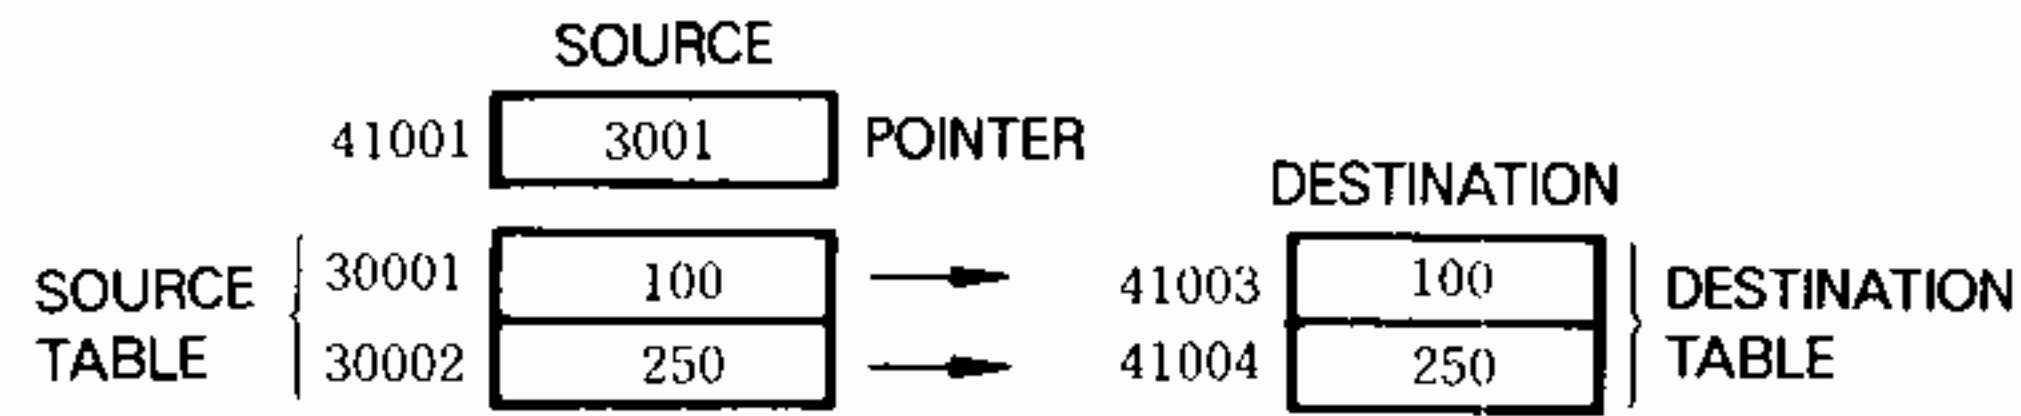 SOURCE
41001 3001 POINTER
DESTINATION
SOURCE TABLE
30001 100
30002 250
41003 100
41004 250
DESTINATION TABLE